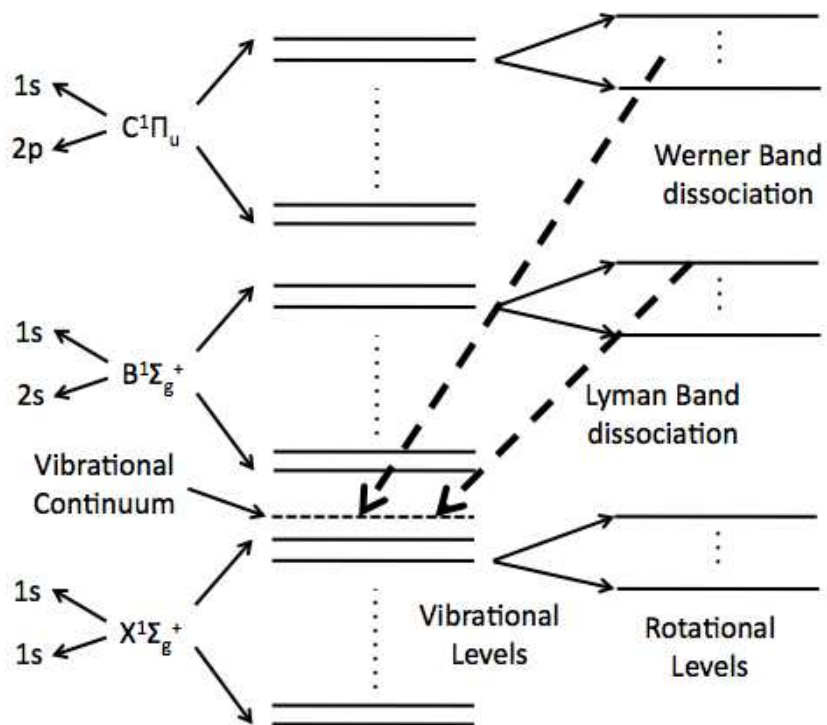 1s
2p
C¹Πᵤ
Werner Band
dissociation
1s
2s
B¹Σg⁺
Lyman Band
dissociation
Vibrational
Continuum
1s
1s
X¹Σg⁺
Vibrational
Levels
Rotational
Levels